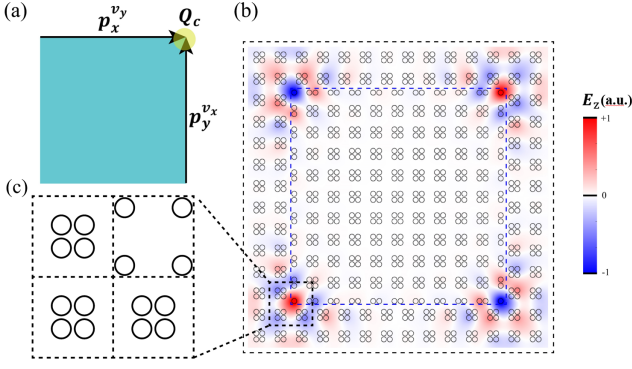 (a)
p_x^{v_y}
Q_c
p_y^{v_x}
(b)
E_z(a.u.)
+1
0
-1
(c)